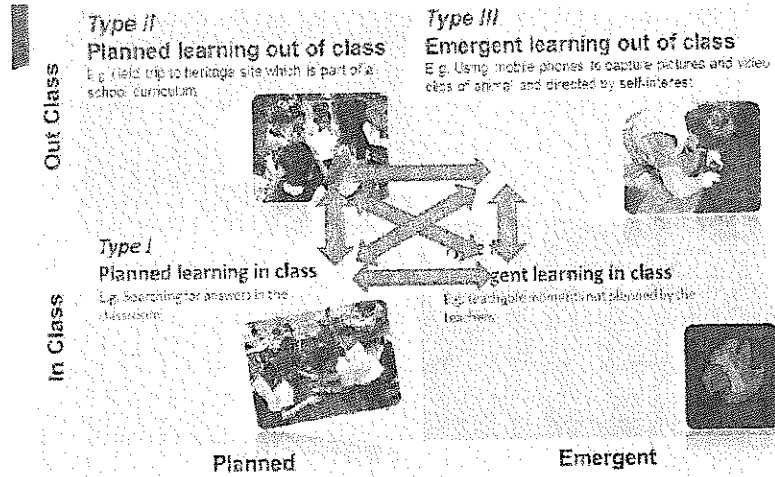 Type II
Planned learning out of class
E.g. Field trip to heritage site which is part of a
school curriculum
Type III
Emergent learning out of class
E.g. Using mobile phones to capture pictures and video
clips of animal and directed by self-interest
Out Class
Type I
Planned learning in class
E.g. Searching for answers in the
classroom
gent learning in class
E.g. teachable moments not planned by the
teachers
In Class
Planned
Emergent